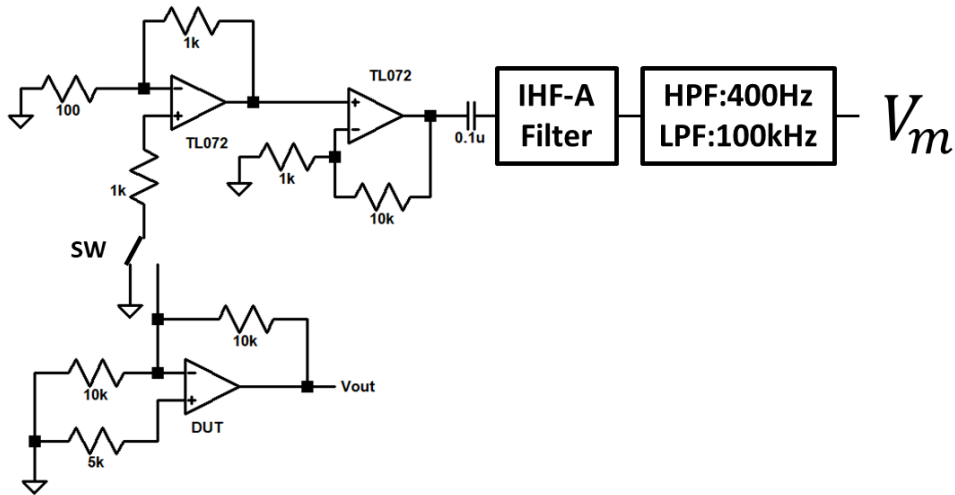 1k
TL072
100
TL072
1k
0.1u
IHF-A
Filter
HPF:400Hz
LPF:100kHz
Vm
1k
10k
SW
10k
10k
Vout
DUT
5k